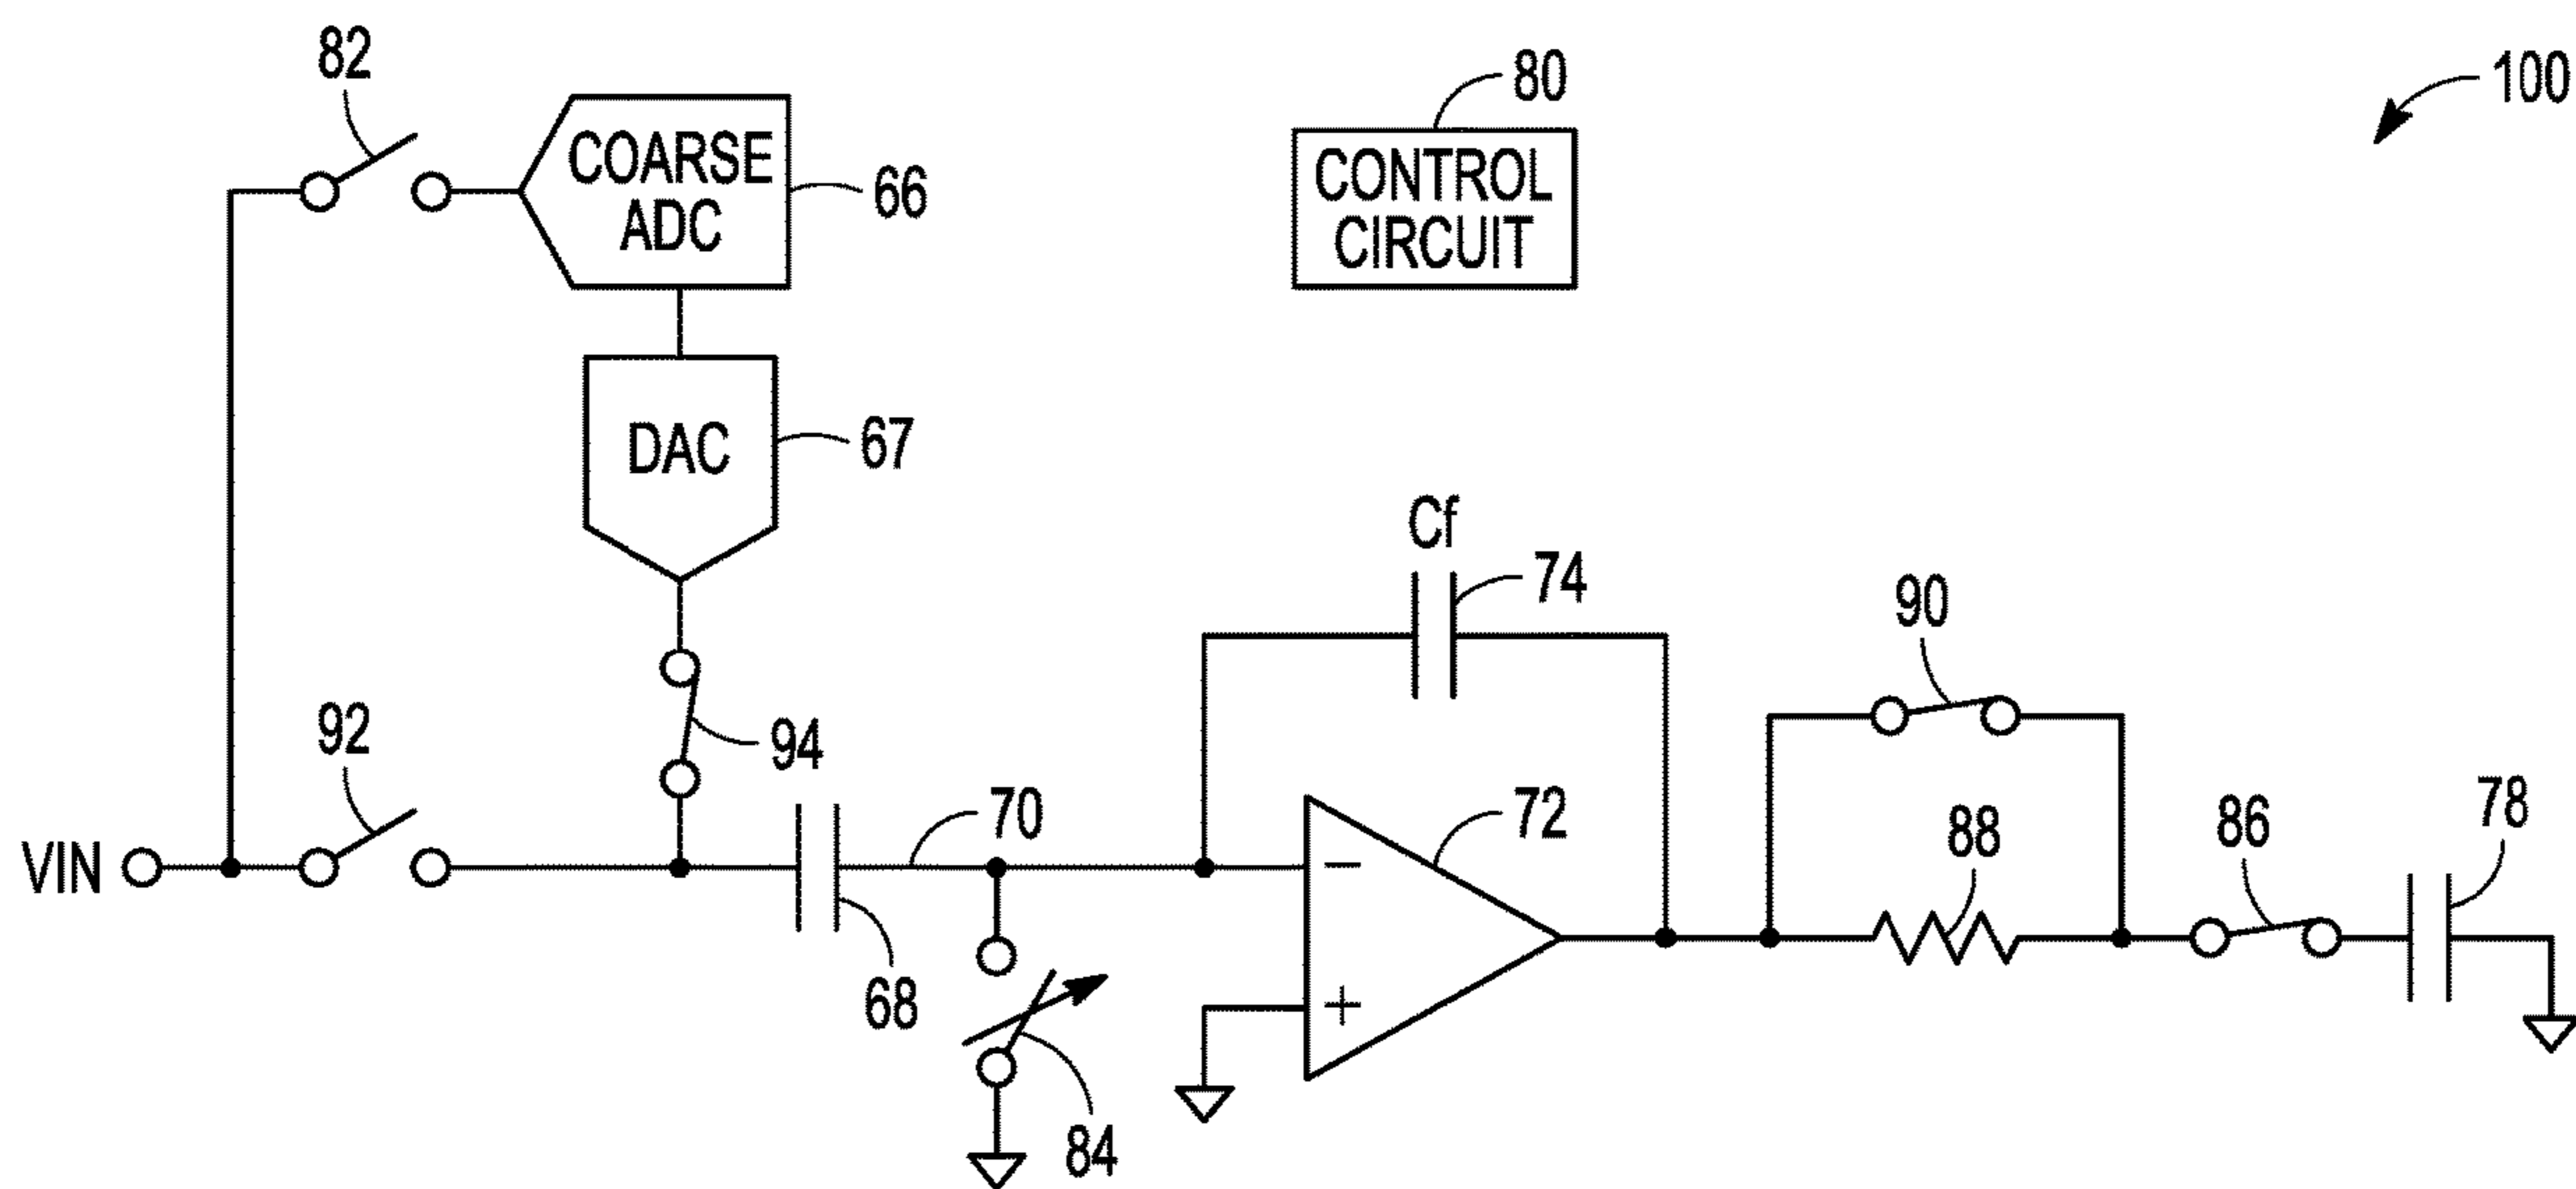 82
80
100
COARSE
ADC
66
CONTROL
CIRCUIT
DAC
67
Cf
74
90
92
94
VIN
70
72
88
86
78
68
−
+
84